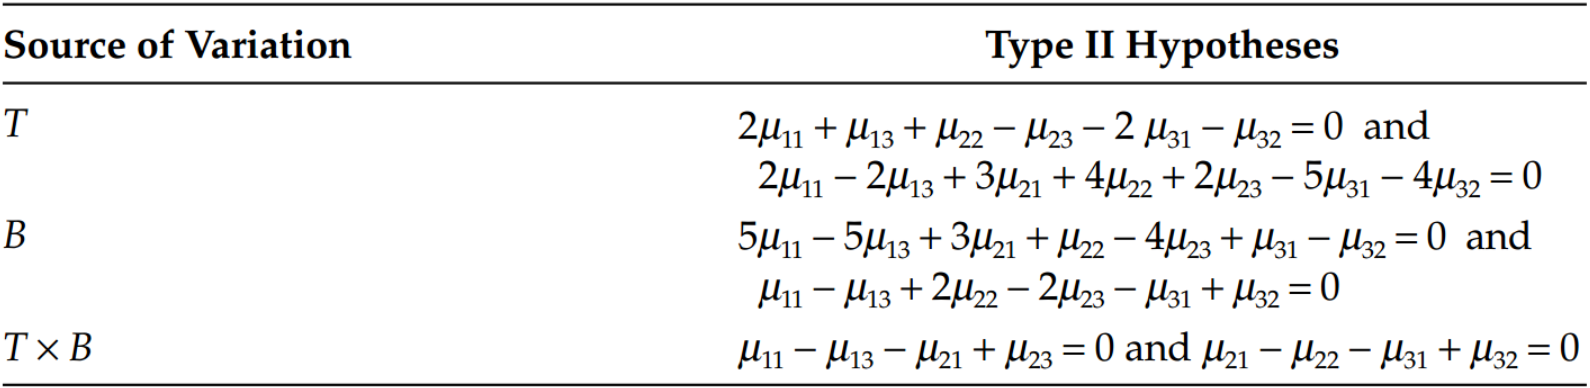 Source of Variation Type II Hypotheses
T 2μ₁₁ + μ₁₃ + μ₂₂ − μ₂₃ − 2 μ₃₁ − μ₃₂ = 0 and
2μ₁₁ − 2μ₁₃ + 3μ₂₁ + 4μ₂₂ + 2μ₂₃ − 5μ₃₁ − 4μ₃₂ = 0
B 5μ₁₁ − 5μ₁₃ + 3μ₂₁ + μ₂₂ − 4μ₂₃ + μ₃₁ − μ₃₂ = 0 and
μ₁₁ − μ₁₃ + 2μ₂₂ − 2μ₂₃ − μ₃₁ + μ₃₂ = 0
T × B μ₁₁ − μ₁₃ − μ₂₁ + μ₂₃ = 0 and μ₂₁ − μ₂₂ − μ₃₁ + μ₃₂ = 0